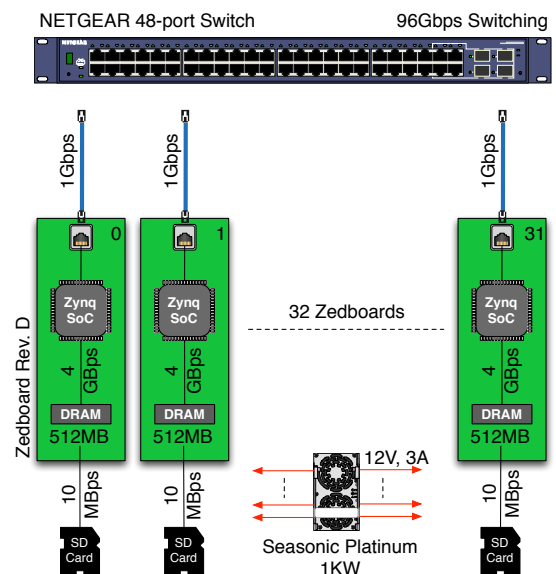 NETGEAR 48-port Switch
96Gbps Switching
NETGEAR
1Gbps
1Gbps
1Gbps
0
1
31
Zynq
SoC
Zynq
SoC
Zynq
SoC
32 Zedboards
Zedboard Rev. D
4
GBps
4
GBps
4
GBps
DRAM
DRAM
DRAM
512MB
512MB
512MB
12V, 3A
10
MBps
10
MBps
10
MBps
SD
Card
SD
Card
SD
Card
Seasonic Platinum
1KW